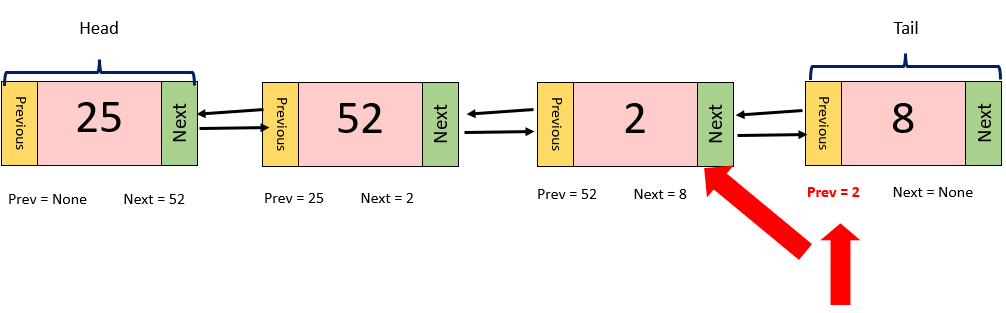 Head
Tail
Previous
25
Next
Previous
52
Next
Previous
2
Next
Previous
8
Next
Prev = None
Next = 52
Prev = 25
Next = 2
Prev = 52
Next = 8
Prev = 2
Next = None